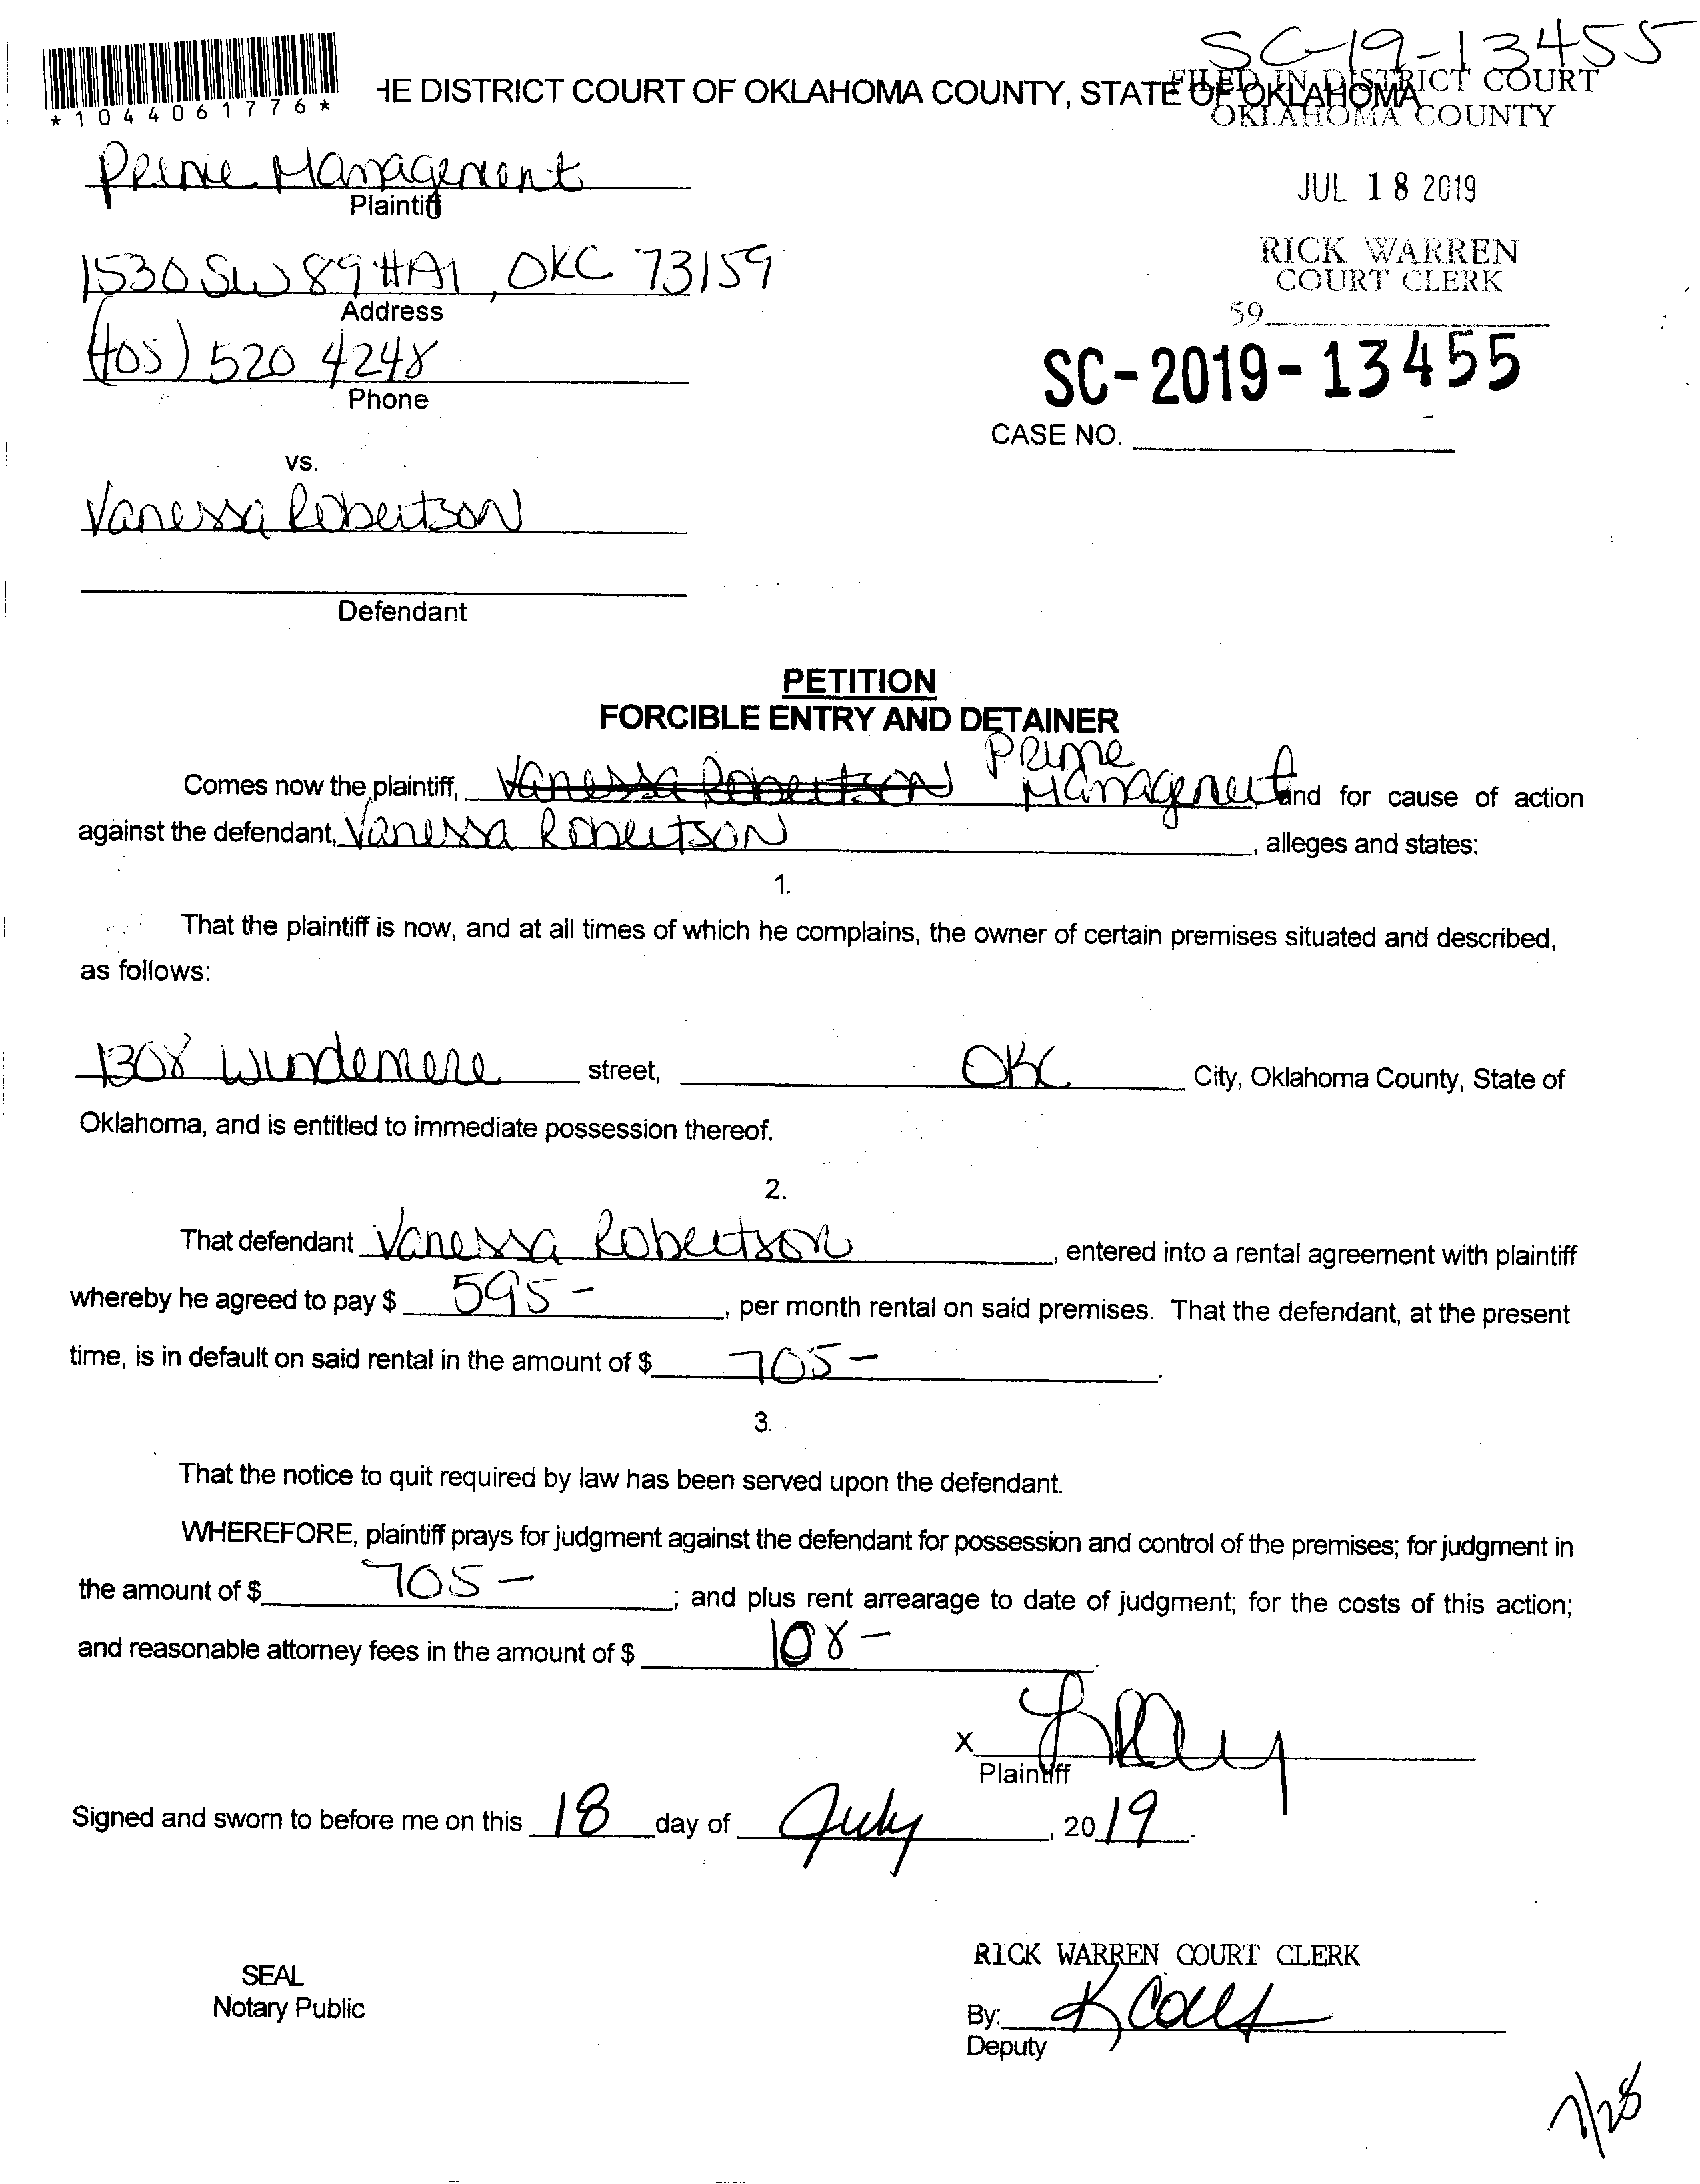 SC-19-13455
*1044061776*
HE DISTRICT COURT OF OKLAHOMA COUNTY, STATE OF OKLAHOMA
FILED IN DISTRICT COURT
OKLAHOMA COUNTY
Prime Management
Plaintiff
JUL 18 2019
1530 SW 89 #A1, OKC 73159
Address
RICK WARREN
COURT CLERK
59
(405) 520 4248
Phone
SC-2019-13455
CASE NO.
vs.
Vanessa Robertson
Defendant
PETITION
FORCIBLE ENTRY AND DETAINER
Comes now the plaintiff, Vanessa Robertson Prime Management and for cause of action
against the defendant, Vanessa Robertson, alleges and states:
1.
That the plaintiff is now, and at all times of which he complains, the owner of certain premises situated and described,
as follows:
1308 Windemere street, OKC City, Oklahoma County, State of
Oklahoma, and is entitled to immediate possession thereof.
2.
That defendant Vanessa Robertson, entered into a rental agreement with plaintiff
whereby he agreed to pay $ 595-, per month rental on said premises. That the defendant, at the present
time, is in default on said rental in the amount of $ 705-.
3.
That the notice to quit required by law has been served upon the defendant.
WHEREFORE, plaintiff prays for judgment against the defendant for possession and control of the premises; for judgment in
the amount of $ 705-; and plus rent arrearage to date of judgment; for the costs of this action;
and reasonable attorney fees in the amount of $ 108-.
X
Plaintiff
Signed and sworn to before me on this 18 day of July, 2019.
RICK WARREN COURT CLERK
SEAL
Notary Public
By:
Deputy
7/28